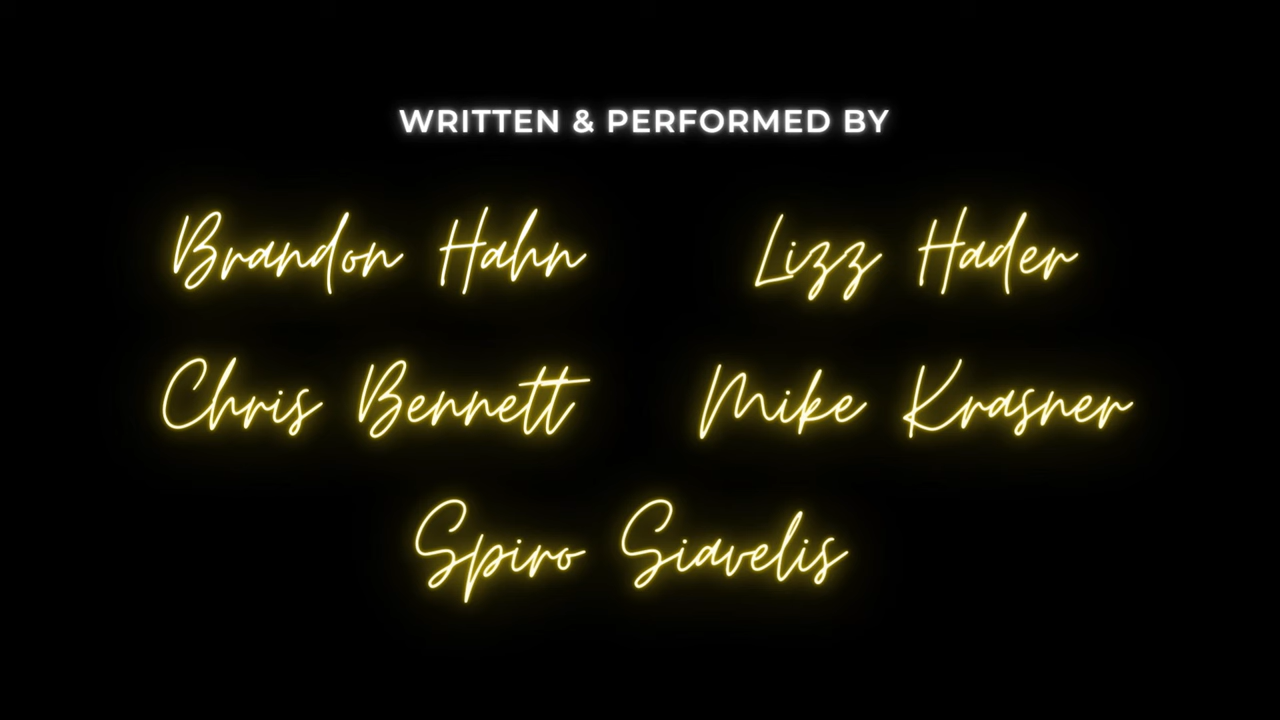 WRITTEN & PERFORMED BY
Brandon Hahn
Lizz Hader
Chris Bennett
Mike Krasner
Spiro Siavelis